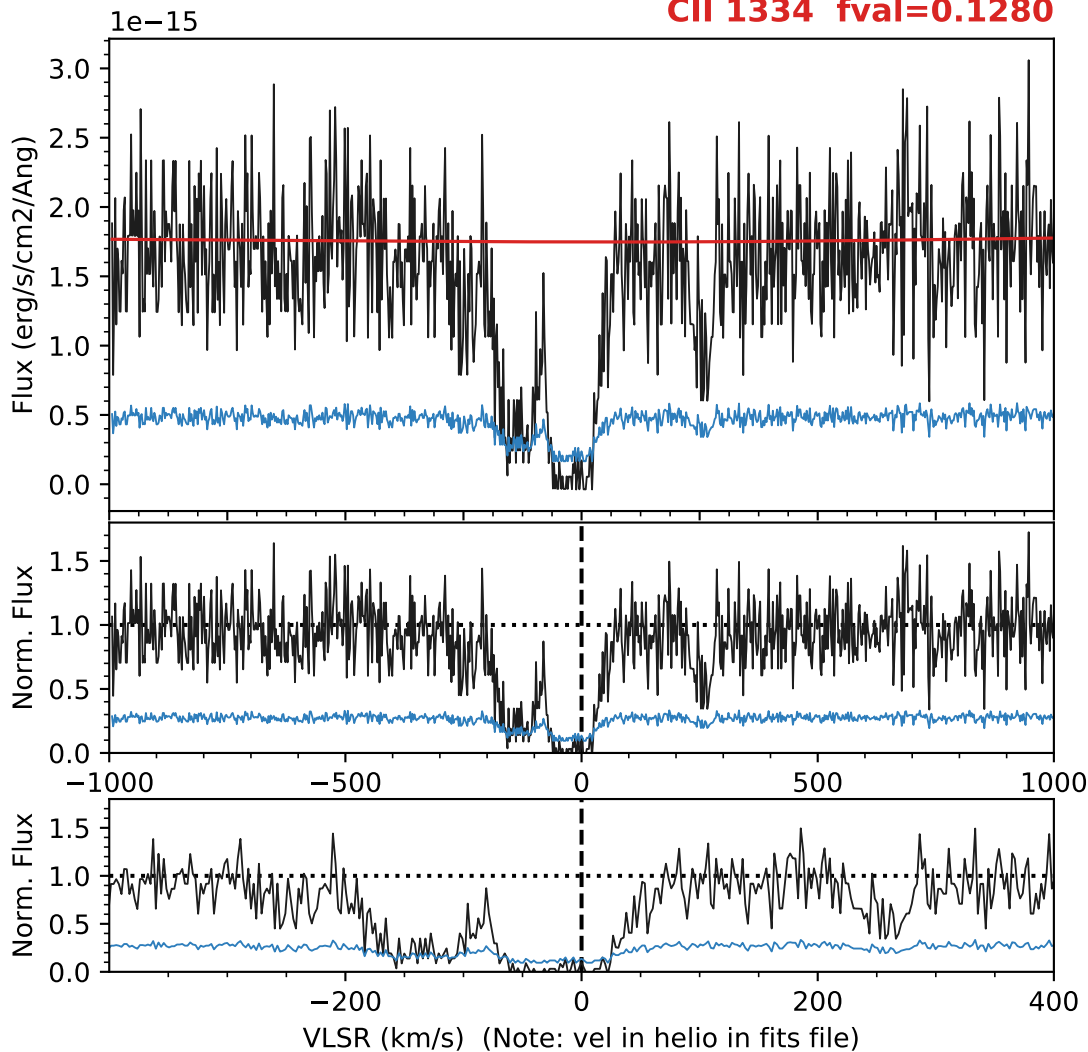 CII 1334 fval=0.1280
1e−15
3.0
2.5
2.0
1.5
1.0
0.5
0.0
Flux (erg/s/cm2/Ang)
1.5
1.0
0.5
0.0
Norm. Flux
−1000 −500 0 500 1000
1.5
1.0
0.5
0.0
Norm. Flux
−200 0 200 400
VLSR (km/s) (Note: vel in helio in fits file)